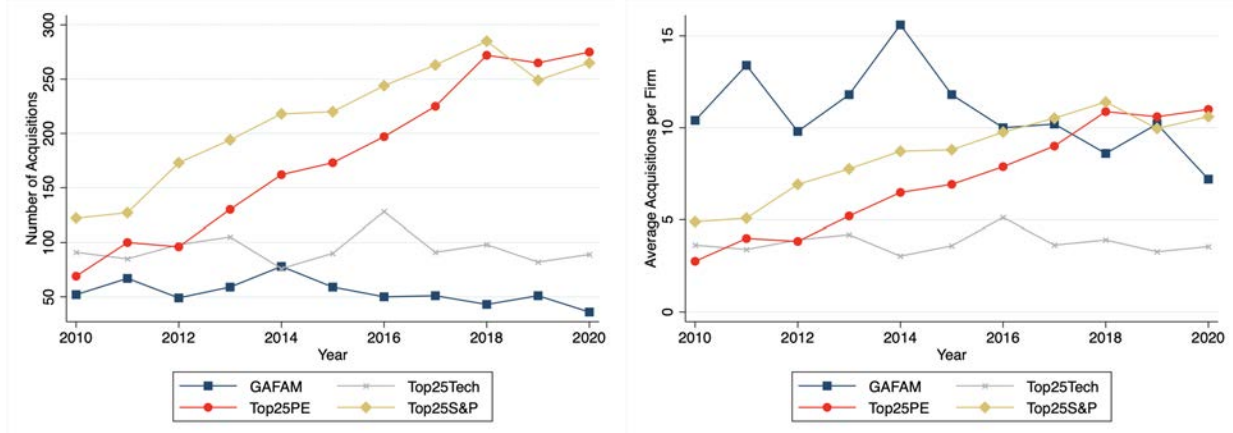 Number of Acquisitions
300
250
200
150
100
50
2010 2012 2014 2016 2018 2020
Year
GAFAM Top25Tech
Top25PE Top25S&P
Average Acquisitions per Firm
15
10
5
0
2010 2012 2014 2016 2018 2020
Year
GAFAM Top25Tech
Top25PE Top25S&P